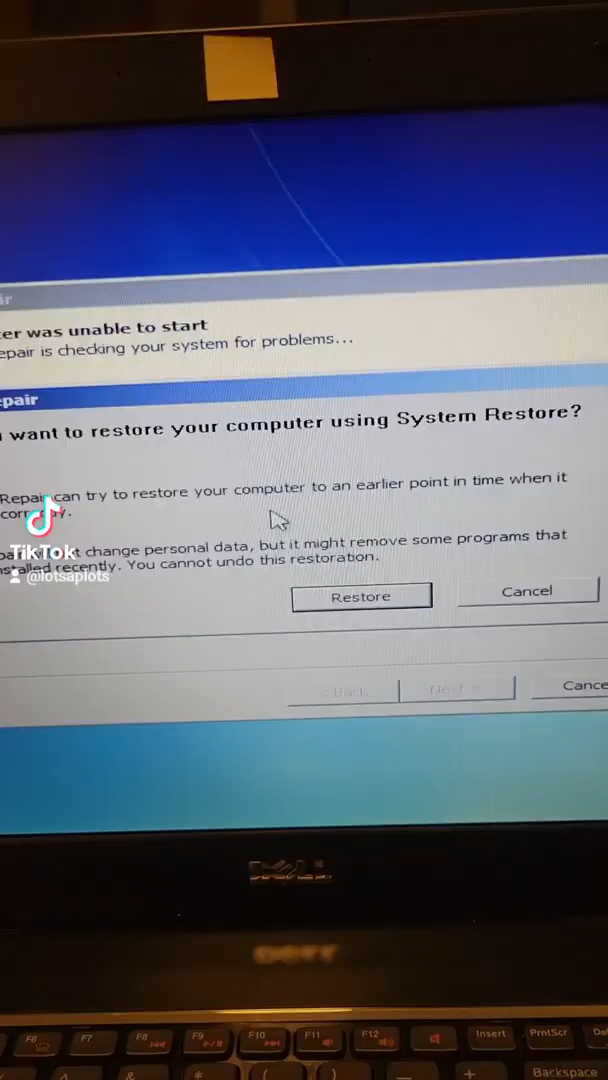 er was unable to start
epair is checking your system for problems...
epair
want to restore your computer using System Restore?
Repair can try to restore your computer to an earlier point in time when it
change personal data, but it might remove some programs that
stalled recently. You cannot undo this restoration.
TikTok
@lotsaplots
Restore
Cancel
< Back
Next >
Cance
DELL
F6
F7
F8
F9
F10
F11
F12
Insert
PrntScr
&
*
(
)
_
+
Backspace